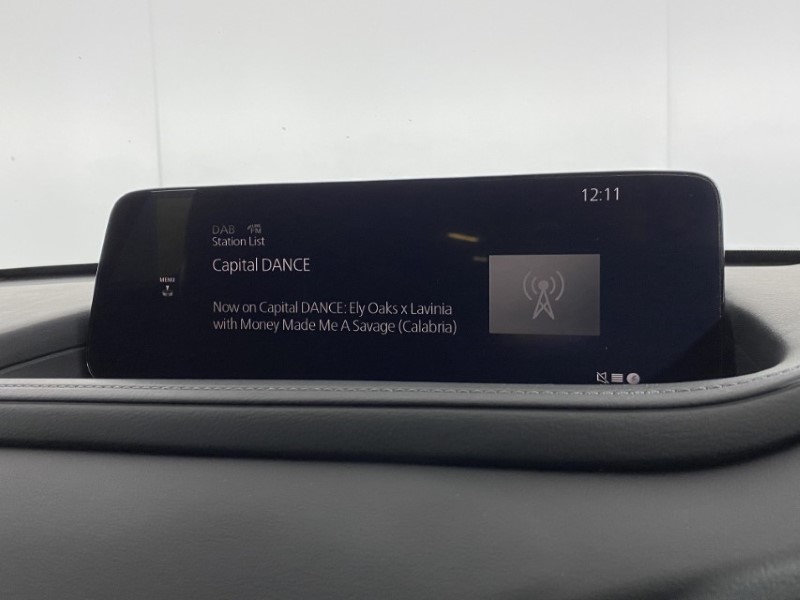 12:11
DAB
Station List
Capital DANCE
MENU
Now on Capital DANCE: Ely Oaks x Lavinia
with Money Made Me A Savage (Calabria)